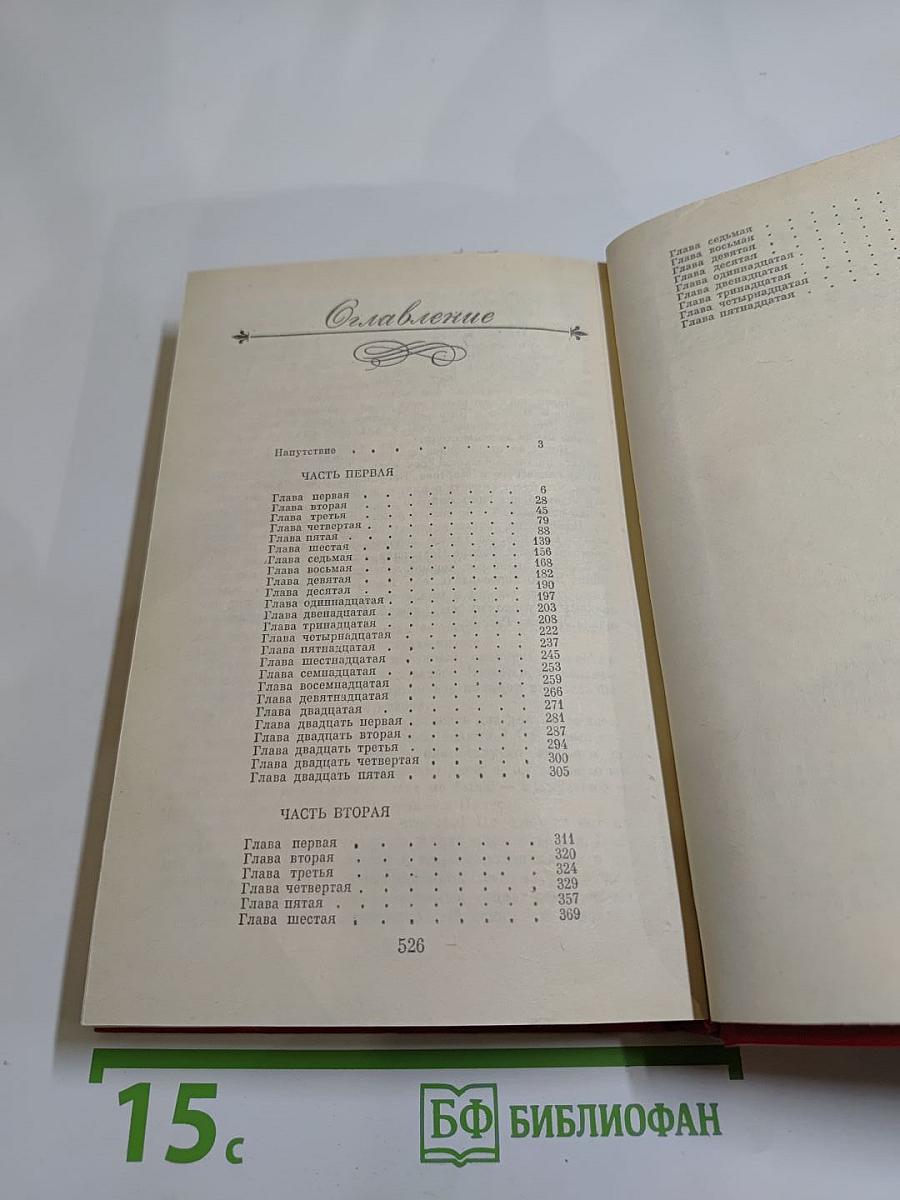 Оглавление
Напутствие . . . . . . . . 3
ЧАСТЬ ПЕРВАЯ
Глава первая . . . . . . . . 6
Глава вторая . . . . . . . . 28
Глава третья . . . . . . . . 45
Глава четвертая . . . . . . . . 79
Глава пятая . . . . . . . . 88
Глава шестая . . . . . . . . 139
Глава седьмая . . . . . . . . 156
Глава восьмая . . . . . . . . 168
Глава девятая . . . . . . . . 182
Глава десятая . . . . . . . . 190
Глава одиннадцатая . . . . . . . 197
Глава двенадцатая . . . . . . . 203
Глава тринадцатая . . . . . . . 208
Глава четырнадцатая . . . . . . 222
Глава пятнадцатая . . . . . . . 237
Глава шестнадцатая . . . . . . 245
Глава семнадцатая . . . . . . . 253
Глава восемнадцатая . . . . . . 259
Глава девятнадцатая . . . . . . 266
Глава двадцатая . . . . . . . 271
Глава двадцать первая . . . . . . 281
Глава двадцать вторая . . . . . . 287
Глава двадцать третья . . . . . . 294
Глава двадцать четвертая . . . . . 300
Глава двадцать пятая . . . . . . 305
ЧАСТЬ ВТОРАЯ
Глава первая . . . . . . . . 311
Глава вторая . . . . . . . . 320
Глава третья . . . . . . . . 324
Глава четвертая . . . . . . . . 329
Глава пятая . . . . . . . . 357
Глава шестая . . . . . . . . 369
526
Глава седьмая . . . . . .
Глава восьмая . . . . . .
Глава девятая . . . . . .
Глава десятая . . . . . .
Глава одиннадцатая . . . . .
Глава двенадцатая . . . . .
Глава тринадцатая . . . . .
Глава четырнадцатая . . . .
Глава пятнадцатая . . . .
15 с
БФ БИБЛИОФАН